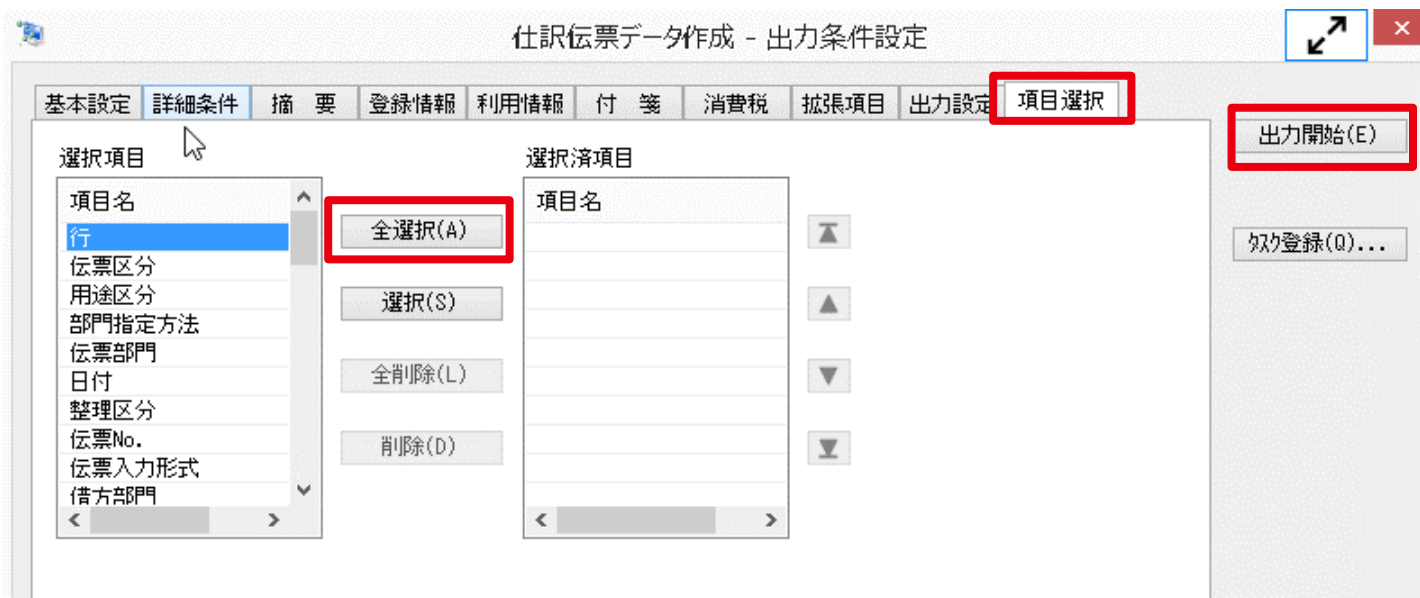 仕訳伝票データ作成 - 出力条件設定
基本設定 詳細条件 摘 要 登録情報 利用情報 付 箋 消費税 拡張項目 出力設定 項目選択
出力開始(E)
選択項目 選択済項目
項目名 項目名
行
全選択(A)
タスク登録(Q)...
伝票区分
用途区分
選択(S)
部門指定方法
伝票部門
日付
全削除(L)
整理区分
伝票No.
削除(D)
伝票入力形式
借方部門